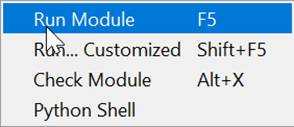 Run Module F5
Run... Customized Shift+F5
Check Module Alt+X
Python Shell